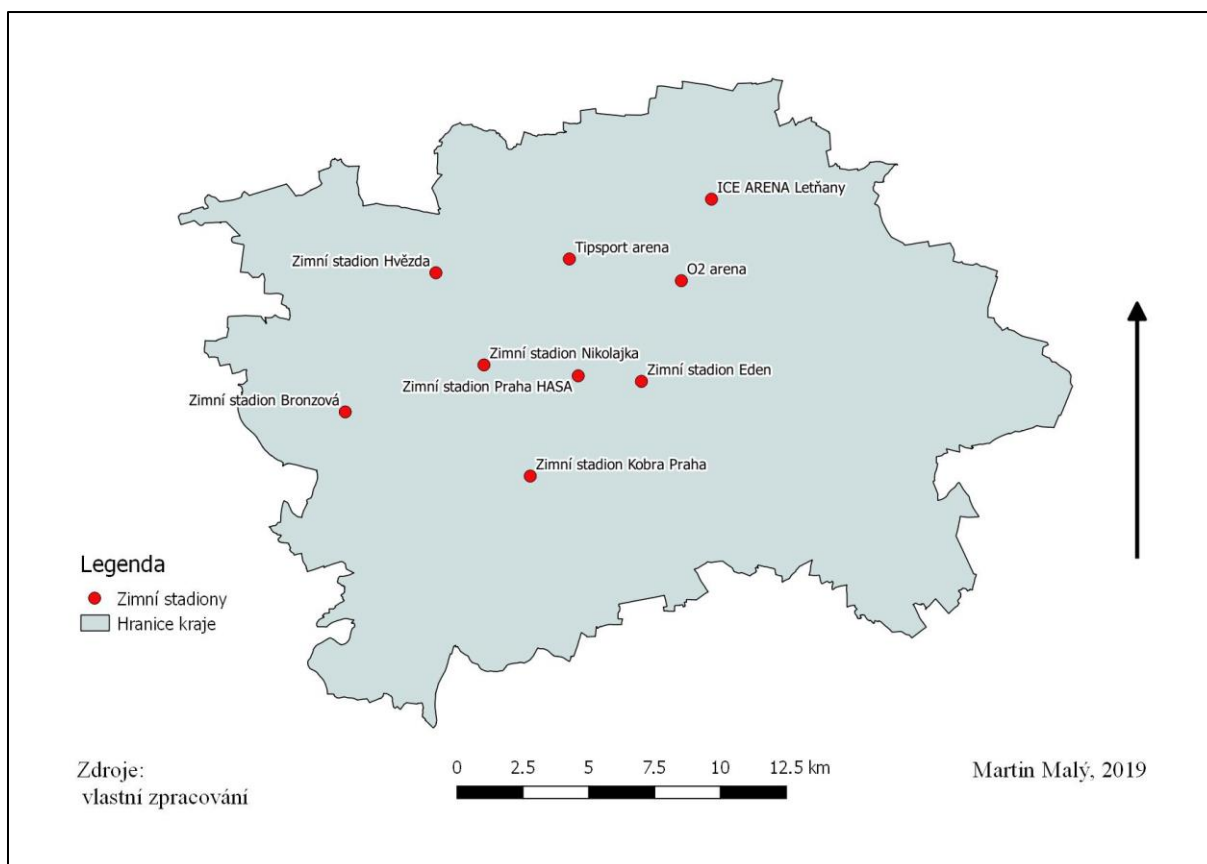 ICE ARENA Letňany
Tipsport arena
Zimní stadion Hvězda
O2 arena
Zimní stadion Nikolajka
Zimní stadion Eden
Zimní stadion Praha HASA
Zimní stadion Bronzová
Zimní stadion Kobra Praha
Legenda
Zimní stadiony
Hranice kraje
Zdroje:
vlastní zpracování
0 2.5 5 7.5 10 12.5 km
Martin Malý, 2019